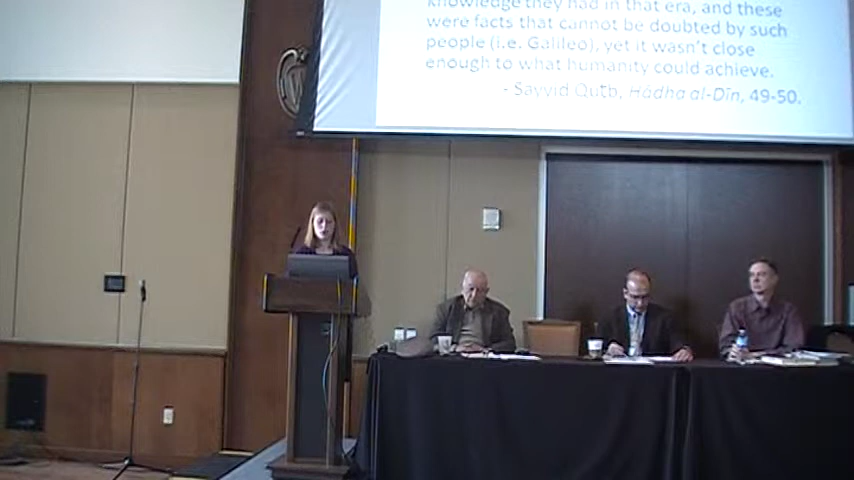 knowledge they had in that era, and these
were facts that cannot be doubted by such
people (i.e. Galileo), yet it wasn't close
enough to what humanity could achieve.
- Sayyid Quṭb, Hādha al-Dīn, 49-50.
W